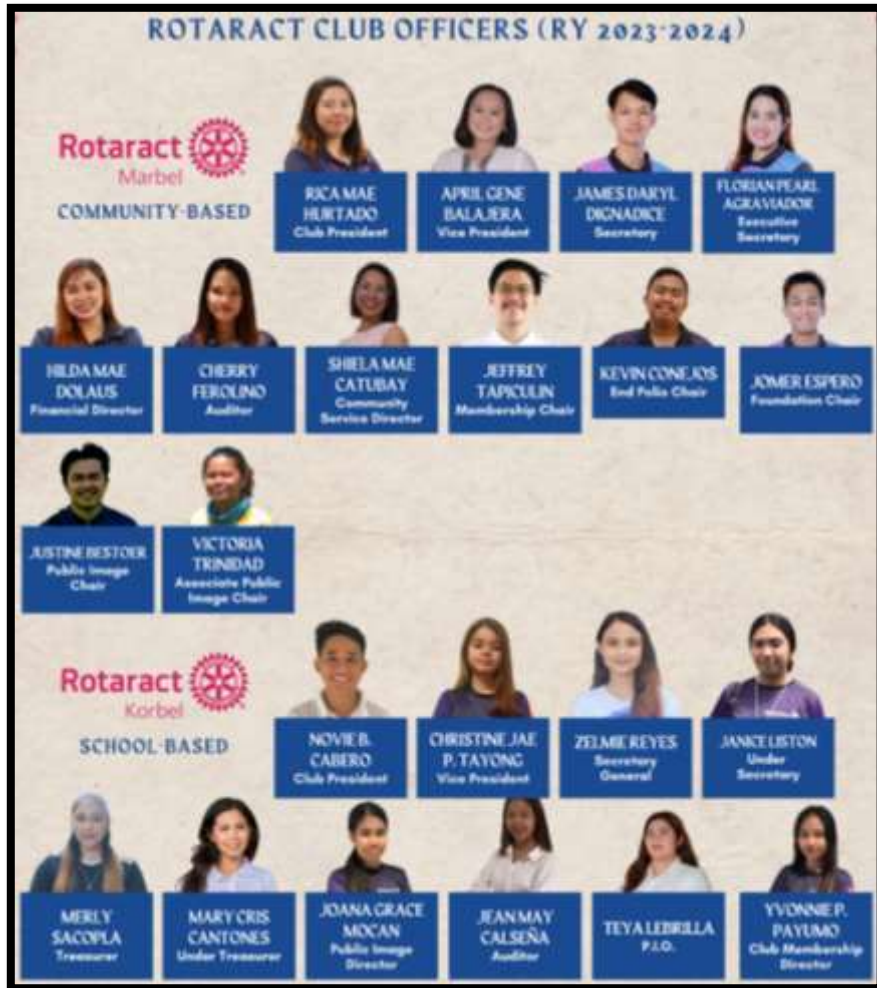 ROTARACT CLUB OFFICERS (RY 2023-2024)
Rotaract
Marbel
COMMUNITY-BASED
RICA MAE
HURTADO
Club President
APRIL GENE
BALAJERA
Vice President
JAMES DARYL
DIGNADICE
Secretary
FLORIAN PEARL
AGRAVIADOR
Executive
Secretary
HILDA MAE
DOLAUS
Financial Director
CHERRY
FEROLINO
Auditor
SHIELA MAE
CATUBAY
Community
Service Director
JEFFREY
TAPICULIN
Membership Chair
KEVIN CONEJOS
End Polio Chair
JOMER ESPERO
Foundation Chair
JUSTINE BESTOER
Public Image
Chair
VICTORIA
TRINIDAD
Associate Public
Image Chair
Rotaract
Korbel
SCHOOL-BASED
NOVIE B.
CABERO
Club President
CHRISTINE JAE
P. TAYONG
Vice President
ZELMIE REYES
Secretary
General
JANICE LISTON
Under
Secretary
MERLY
SACOPLA
Treasurer
MARY CRIS
CANTONES
Under Treasurer
JOANA GRACE
MOCAN
Public Image
Director
JEAN MAY
CALSEÑA
Auditor
TEYA LEBRILLA
P.I.O.
YVONNIE P.
PAYUMO
Club Membership
Director